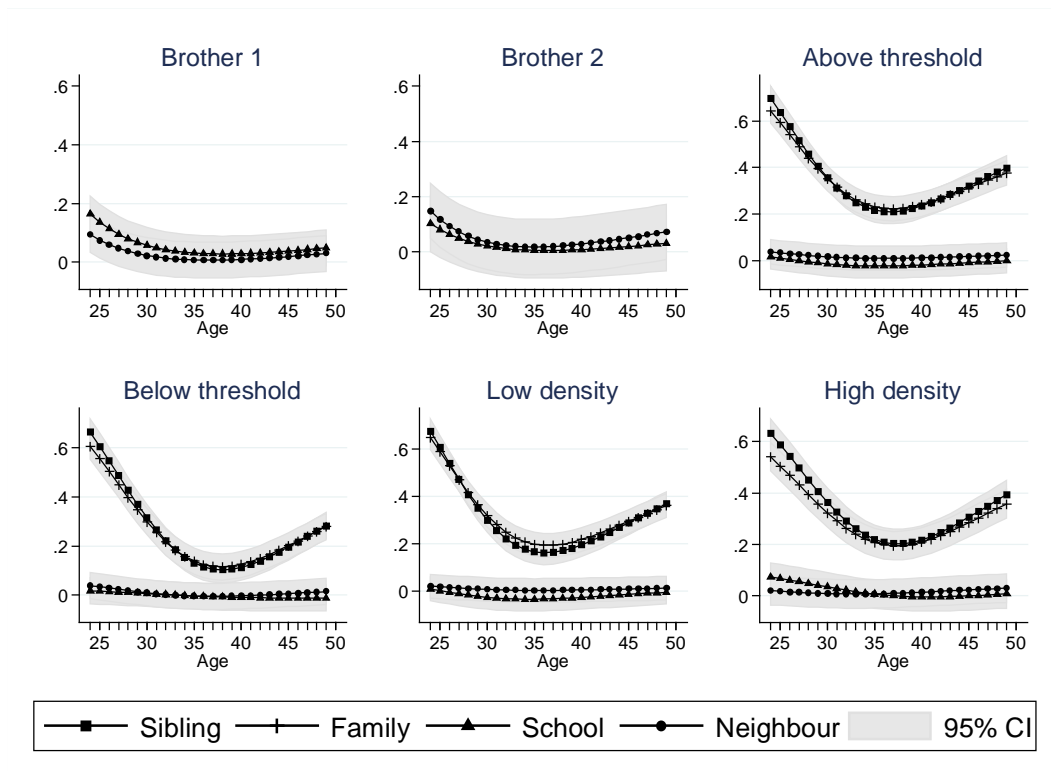 Brother 1
.6
.4
.2
0
25 30 35 40 45 50
Age
Brother 2
.6
.4
.2
0
25 30 35 40 45 50
Age
Above threshold
.6
.4
.2
0
25 30 35 40 45 50
Age
Below threshold
.6
.4
.2
0
25 30 35 40 45 50
Age
Low density
.6
.4
.2
0
25 30 35 40 45 50
Age
High density
.6
.4
.2
0
25 30 35 40 45 50
Age
Sibling Family School Neighbour 95% CI